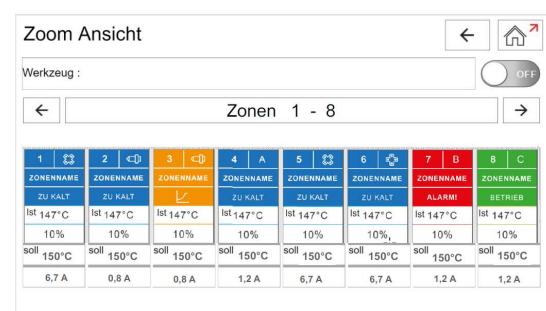 Zoom Ansicht
Werkzeug :
OFF
Zonen 1 - 8
1 2 3 4 A 5 6 7 B 8 C
ZONENNAME ZONENNAME ZONENNAME ZONENNAME ZONENNAME ZONENNAME ZONENNAME ZONENNAME
ZU KALT ZU KALT ZU KALT ZU KALT ZU KALT ALARM! BETRIEB
Ist 147°C Ist 147°C Ist 147°C Ist 147°C Ist 147°C Ist 147°C Ist 147°C Ist 147°C
10% 10% 10% 10% 10% 10% 10% 10%
soll 150°C soll 150°C soll 150°C soll 150°C soll 150°C soll 150°C soll 150°C soll 150°C
6,7 A 0,8 A 0,8 A 1,2 A 6,7 A 6,7 A 1,2 A 1,2 A